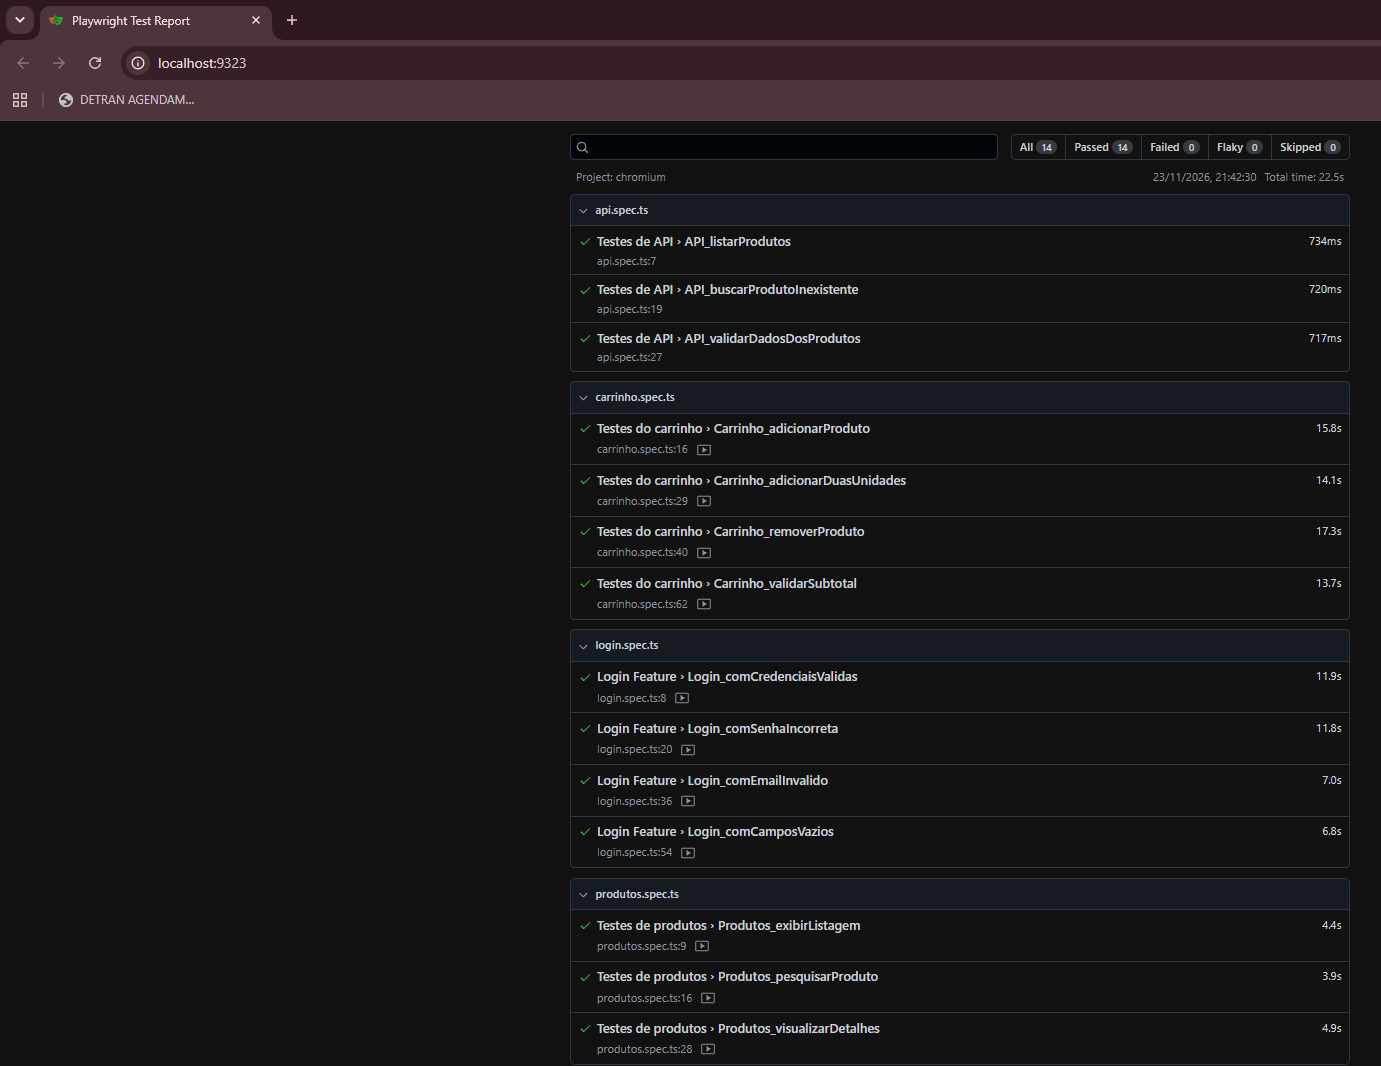 Playwright Test Report
localhost:9323
DETRAN AGENDAM...
All 14 Passed 14 Failed 0 Flaky 0 Skipped 0
Project: chromium 23/11/2026, 21:42:30 Total time: 22.5s
api.spec.ts
Testes de API › API_listarProdutos 734ms
api.spec.ts:7
Testes de API › API_buscarProdutoInexistente 720ms
api.spec.ts:19
Testes de API › API_validarDadosDosProdutos 717ms
api.spec.ts:27
carrinho.spec.ts
Testes do carrinho › Carrinho_adicionarProduto 15.8s
carrinho.spec.ts:16
Testes do carrinho › Carrinho_adicionarDuasUnidades 14.1s
carrinho.spec.ts:29
Testes do carrinho › Carrinho_removerProduto 17.3s
carrinho.spec.ts:40
Testes do carrinho › Carrinho_validarSubtotal 13.7s
carrinho.spec.ts:62
login.spec.ts
Login Feature › Login_comCredenciaisValidas 11.9s
login.spec.ts:8
Login Feature › Login_comSenhaIncorreta 11.8s
login.spec.ts:20
Login Feature › Login_comEmailInvalido 7.0s
login.spec.ts:36
Login Feature › Login_comCamposVazios 6.8s
login.spec.ts:54
produtos.spec.ts
Testes de produtos › Produtos_exibirListagem 4.4s
produtos.spec.ts:9
Testes de produtos › Produtos_pesquisarProduto 3.9s
produtos.spec.ts:16
Testes de produtos › Produtos_visualizarDetalhes 4.9s
produtos.spec.ts:28